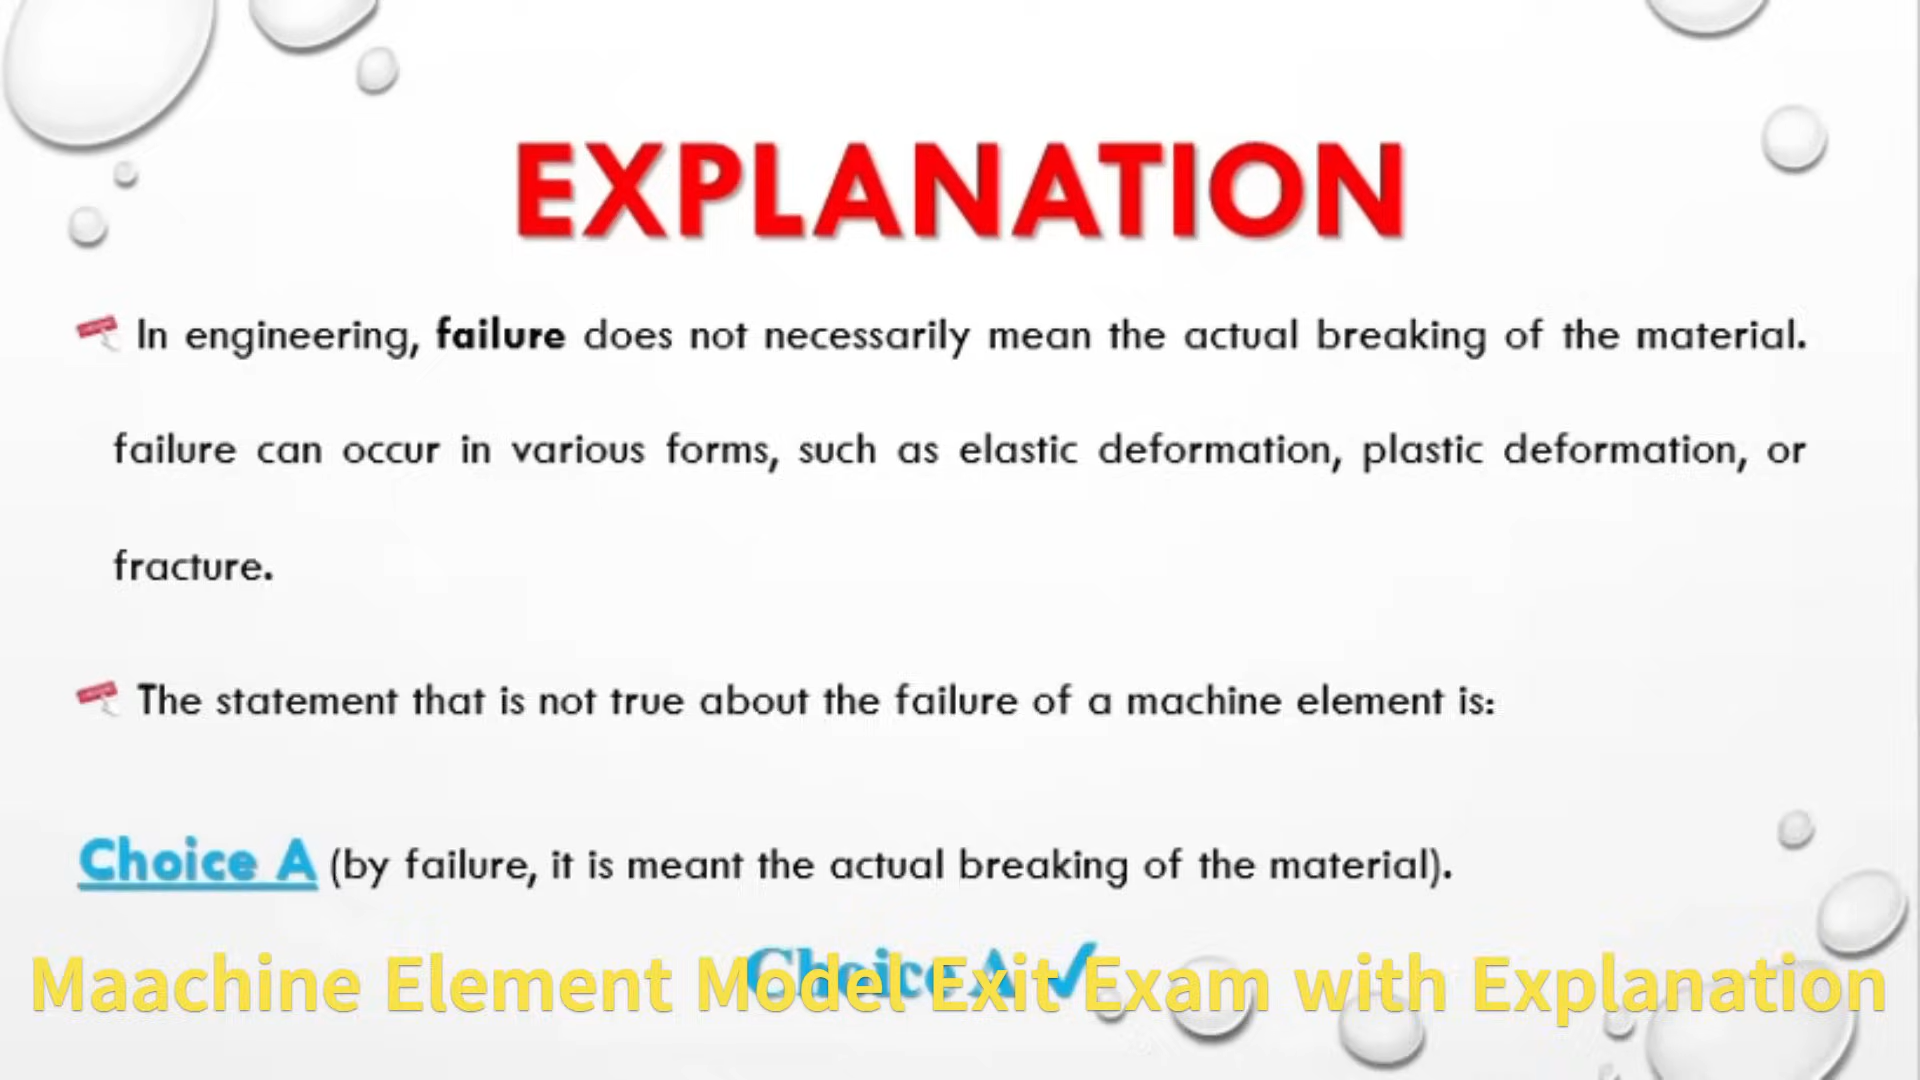 EXPLANATION
In engineering, failure does not necessarily mean the actual breaking of the material.
failure can occur in various forms, such as elastic deformation, plastic deformation, or
fracture.
The statement that is not true about the failure of a machine element is:
Choice A (by failure, it is meant the actual breaking of the material).
Choice A ✓
Maachine Element Model Exit Exam with Explanation